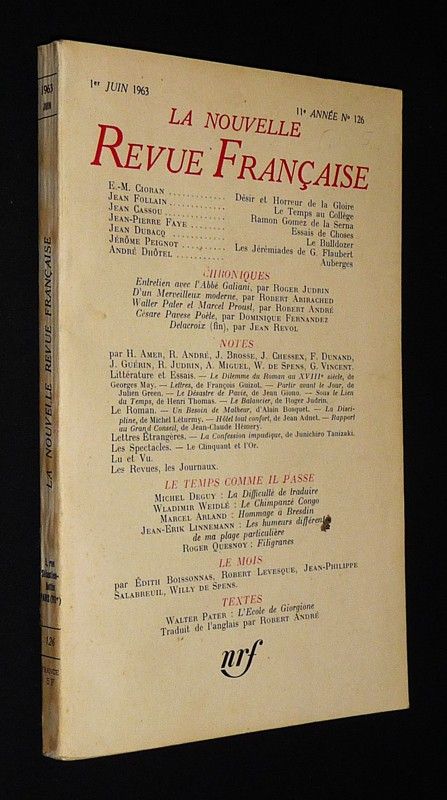 1er JUIN 1963
11e ANNÉE No 126
LA NOUVELLE
REVUE FRANÇAISE
E.-M. CIORAN ............ Désir et Horreur de la Gloire
JEAN FOLLAIN ............ Le Temps au Collège
JEAN CASSOU ............ Ramon Gomez de la Serna
JEAN-PIERRE FAYE ............ Essais de Choses
JEAN DUBACQ ............ Le Bulldozer
JÉRÔME PEIGNOT ............ Les Jérémiades de G. Flaubert
ANDRÉ DHÔTEL ............ Auberges
CHRONIQUES
Entretien avec l'Abbé Galiani, par ROGER JUDRIN
D'un Merveilleux moderne, par ROBERT ABIRACHED
Walter Pater et Marcel Proust, par ROBERT ANDRÉ
Césare Pavese Poète, par DOMINIQUE FERNANDEZ
Delacroix (fin), par JEAN REVOL
NOTES
par H. AMER, R. ANDRÉ, J. BROSSE, J. CHESSEX, F. DUNAND,
J. GUÉRIN, R. JUDRIN, A. MIGUEL, W. DE SPENS, G. VINCENT.
Littérature et Essais. — Le Dilemme du Roman au XVIIIe siècle, de
Georges May. — Lettres, de François Guizot. — Partir avant le Jour, de
Julien Green. — Le Désastre de Pavie, de Jean Giono. — Sous le Lien
du Temps, de Henri Thomas. — Le Balancier, de Roger Judrin.
Le Roman. — Un Besoin de Malheur, d'Alain Bosquet. — La Disci-
pline, de Michel Léturmy. — Hôtel tout confort, de Jean Aduet. — Rapport
au Grand Conseil, de Jean-Claude Hémery.
Lettres Étrangères. — La Confession impudique, de Junichiro Tanizaki.
Les Spectacles. — Le Clinquant et l'Or.
Lu et Vu.
Les Revues, les Journaux.
LE TEMPS COMME IL PASSE
MICHEL DEGUY : La Difficulté de traduire
WLADIMIR WEIDLÉ : Le Chimpanzé Congo
MARCEL ARLAND : Hommage à Bresdin
JEAN-ERIK LINNEMANN : Les humeurs différentes
de ma plage particulière
ROGER QUESNOY : Filigranes
LE MOIS
par ÉDITH BOISSONNAS, ROBERT LEVESQUE, JEAN-PHILIPPE
SALABREUIL, WILLY DE SPENS.
TEXTES
WALTER PATER : L'Ecole de Giorgione
Traduit de l'anglais par ROBERT ANDRÉ
nrf
1963
JUIN
LA NOUVELLE REVUE FRANÇAISE
5, rue
Sébastien-
Bottin
PARIS (VIIe)
126
FRANCE